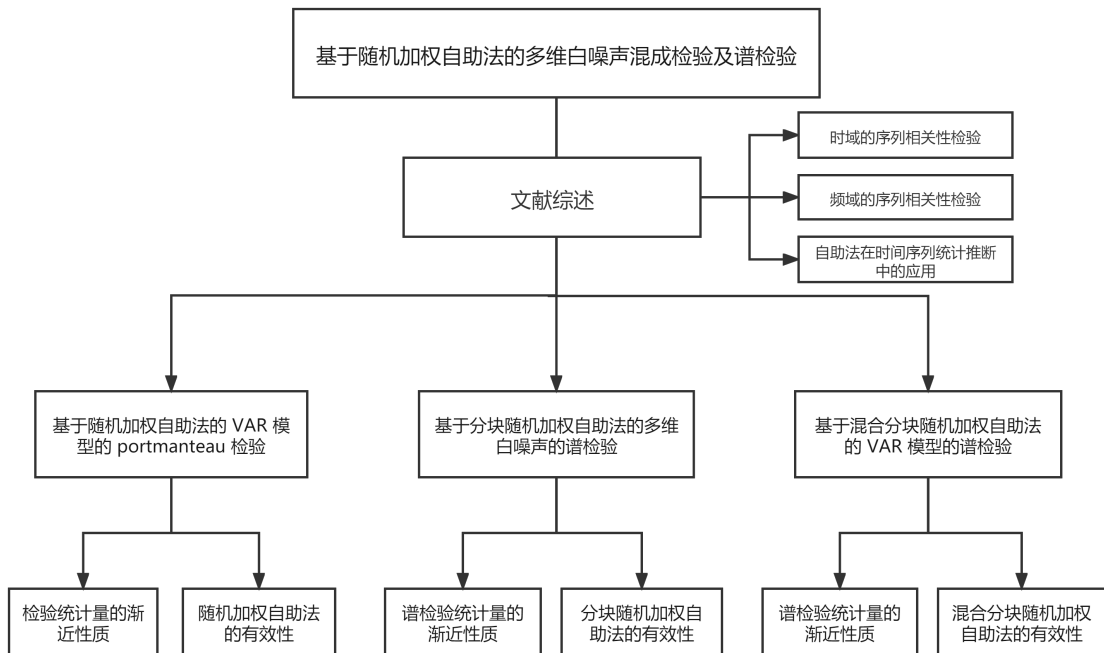 基于随机加权自助法的多维白噪声混成检验及谱检验
时域的序列相关性检验
文献综述
频域的序列相关性检验
自助法在时间序列统计推断
中的应用
基于随机加权自助法的 VAR 模
型的 portmanteau 检验
基于分块随机加权自助法的多维
白噪声的谱检验
基于混合分块随机加权自助法
的 VAR 模型的谱检验
检验统计量的渐
近性质
随机加权自助法
的有效性
谱检验统计量的
渐近性质
分块随机加权自
助法的有效性
谱检验统计量的
渐近性质
混合分块随机加权
自助法的有效性